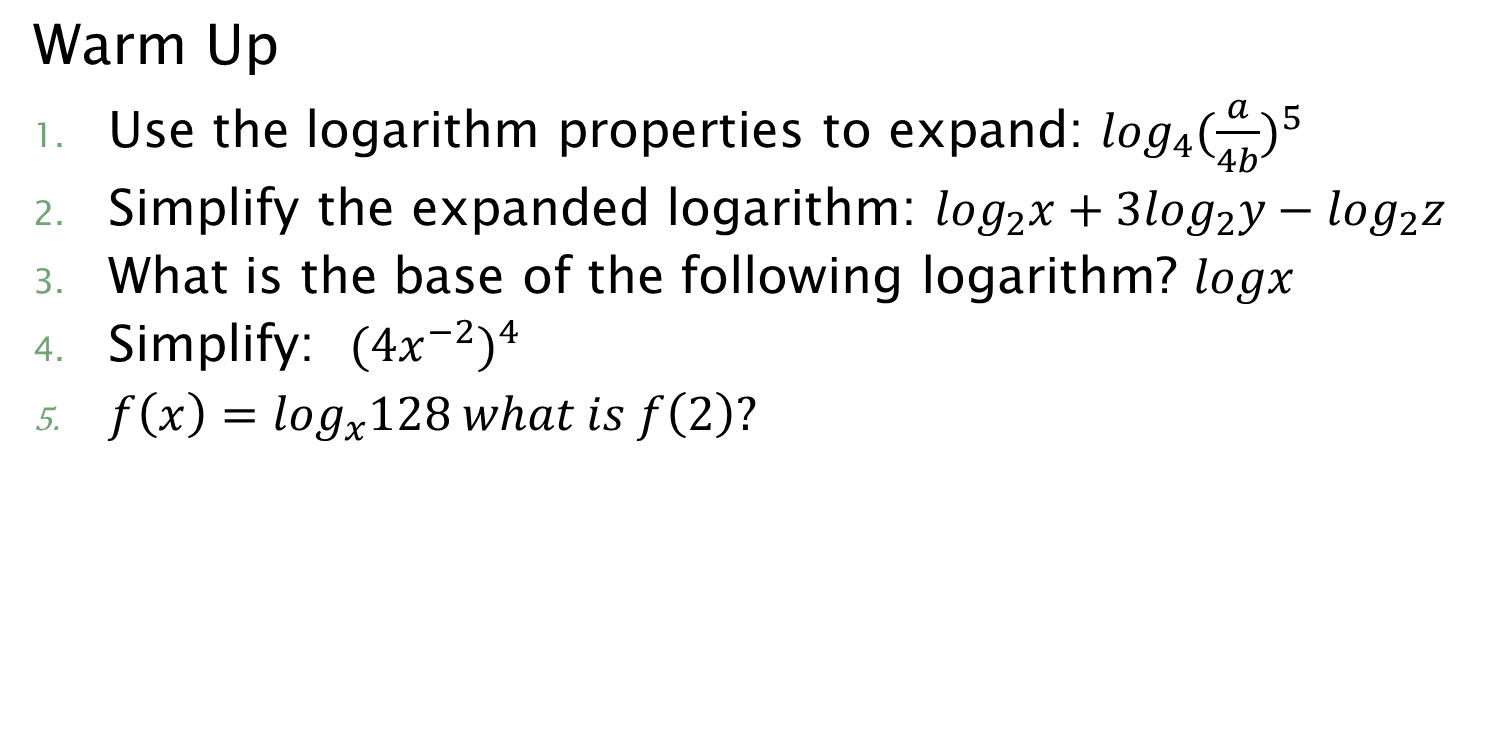 Warm Up
1. Use the logarithm properties to expand: log₄(a/4b)⁵
2. Simplify the expanded logarithm: log₂x + 3log₂y − log₂z
3. What is the base of the following logarithm? logx
4. Simplify: (4x⁻²)⁴
5. f(x) = logₓ128 what is f(2)?